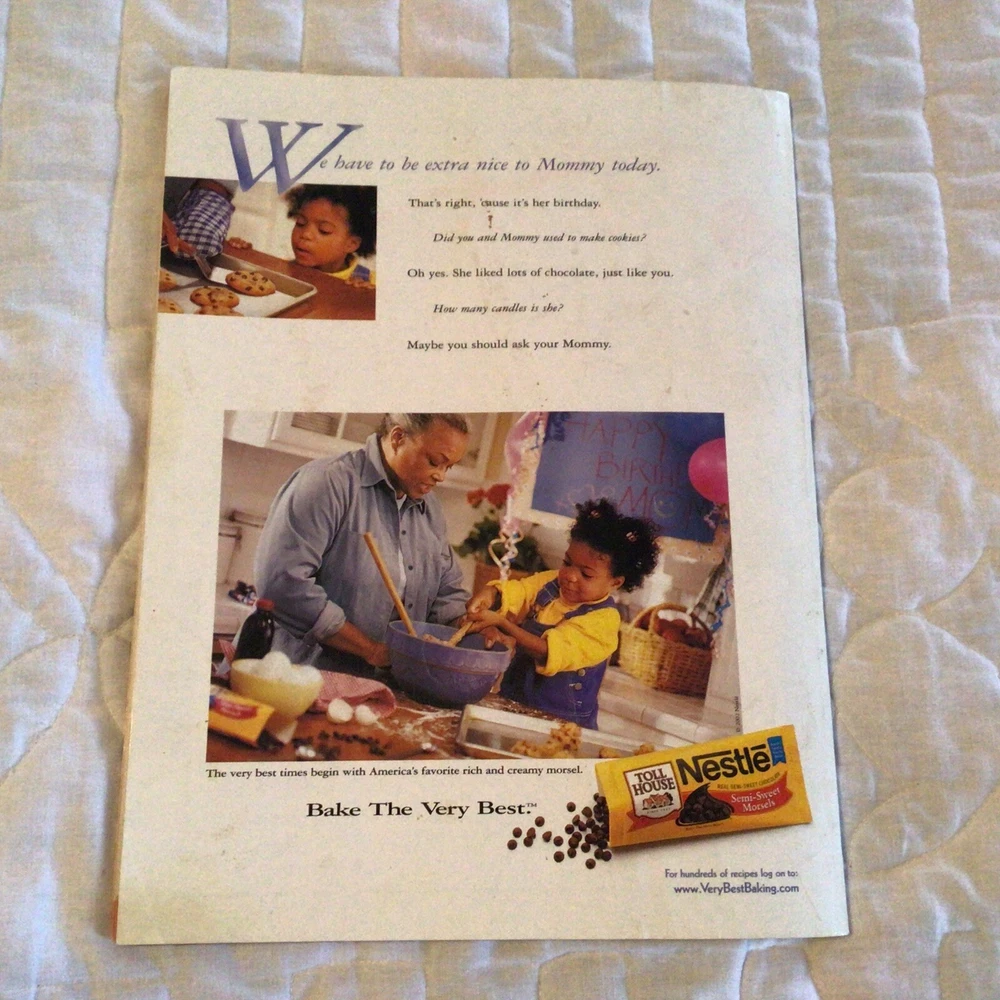 We have to be extra nice to Mommy today.
That's right, 'cause it's her birthday.
Did you and Mommy used to make cookies?
Oh yes. She liked lots of chocolate, just like you.
How many candles is she?
Maybe you should ask your Mommy.
HAPPY
BIRTH
The very best times begin with America's favorite rich and creamy morsel.
Bake The Very Best.™
TOLL
HOUSE
Nestlé
REAL SEMI-SWEET CHOCOLATE
Semi-Sweet
Morsels
For hundreds of recipes log on to:
www.VeryBestBaking.com